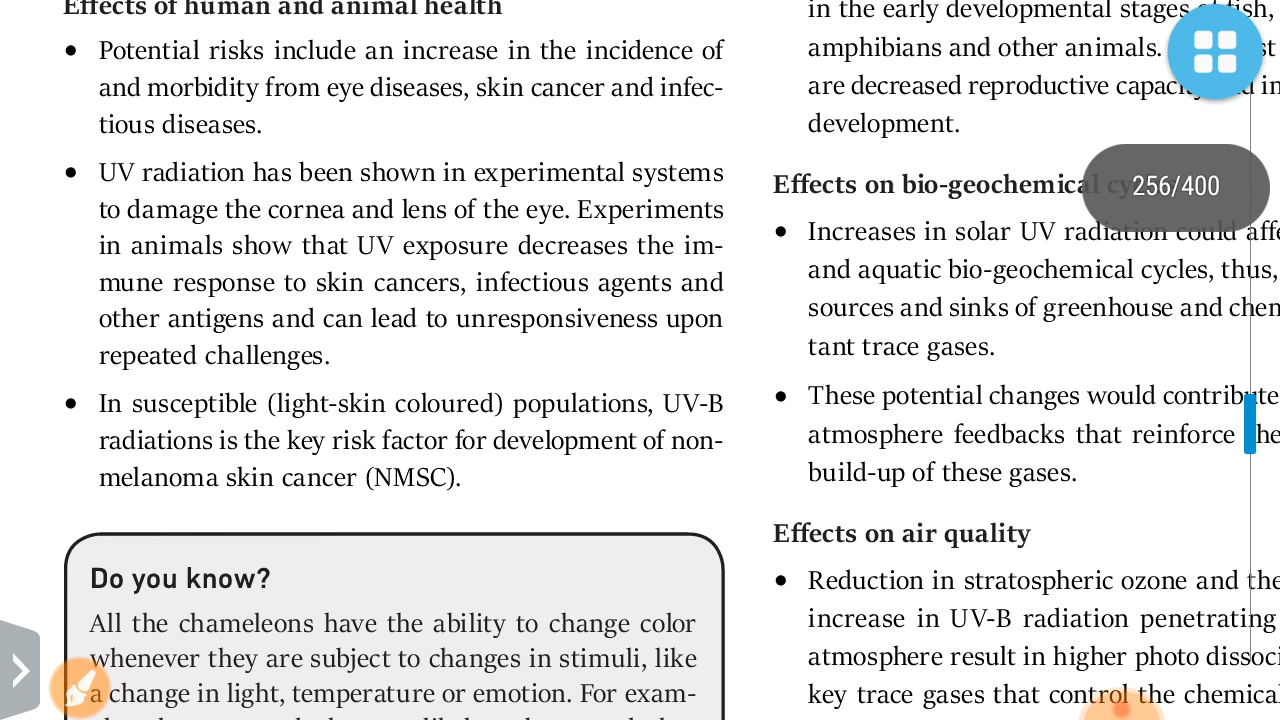 Effects of human and animal health
• Potential risks include an increase in the incidence of
and morbidity from eye diseases, skin cancer and infec-
tious diseases.
• UV radiation has been shown in experimental systems
to damage the cornea and lens of the eye. Experiments
in animals show that UV exposure decreases the im-
mune response to skin cancers, infectious agents and
other antigens and can lead to unresponsiveness upon
repeated challenges.
• In susceptible (light-skin coloured) populations, UV-B
radiations is the key risk factor for development of non-
melanoma skin cancer (NMSC).
Do you know?
All the chameleons have the ability to change color
whenever they are subject to changes in stimuli, like
a change in light, temperature or emotion. For exam-
in the early developmental stages of fish,
amphibians and other animals.
are decreased reproductive capacity
development.
256/400
Effects on bio-geochemical
• Increases in solar UV radiation could
and aquatic bio-geochemical cycles, thus,
sources and sinks of greenhouse and
tant trace gases.
• These potential changes would contribute
atmosphere feedbacks that reinforce
build-up of these gases.
Effects on air quality
• Reduction in stratospheric ozone and the
increase in UV-B radiation penetrating
atmosphere result in higher photo
key trace gases that control the